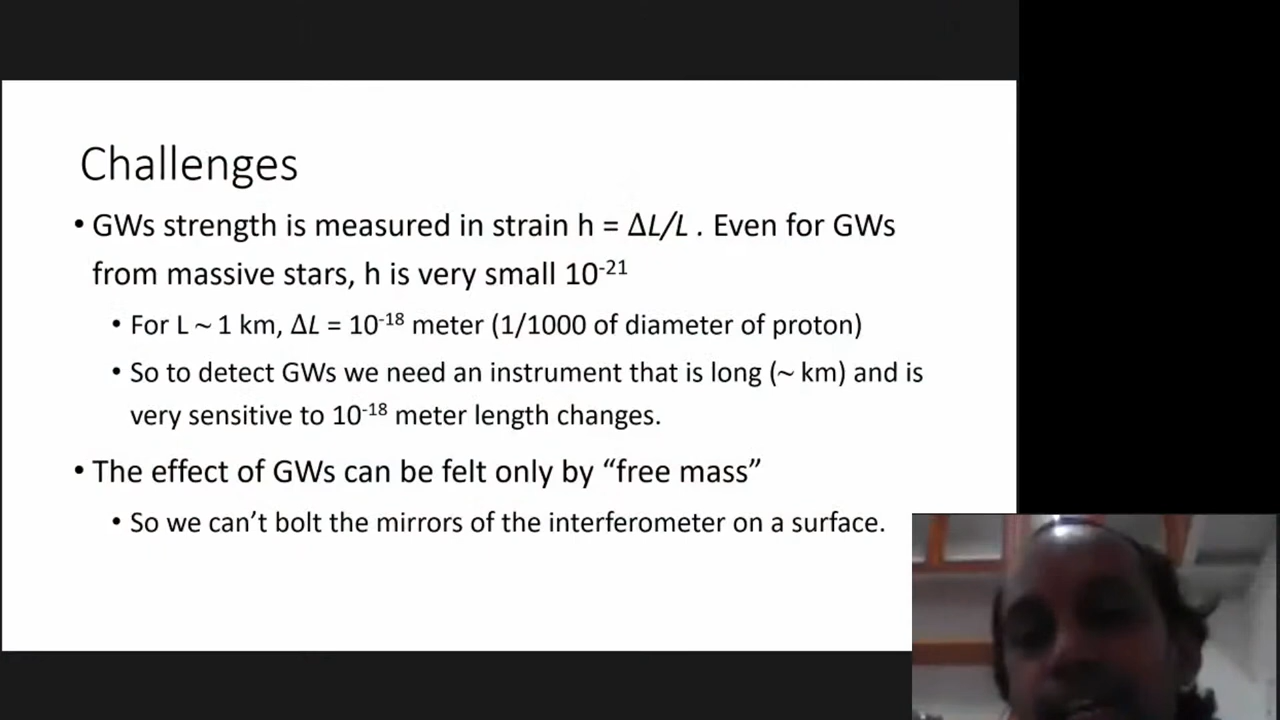 Challenges
• GWs strength is measured in strain h = ΔL/L . Even for GWs
from massive stars, h is very small 10⁻²¹
• For L ~ 1 km, ΔL = 10⁻¹⁸ meter (1/1000 of diameter of proton)
• So to detect GWs we need an instrument that is long (~ km) and is
very sensitive to 10⁻¹⁸ meter length changes.
• The effect of GWs can be felt only by “free mass”
• So we can’t bolt the mirrors of the interferometer on a surface.